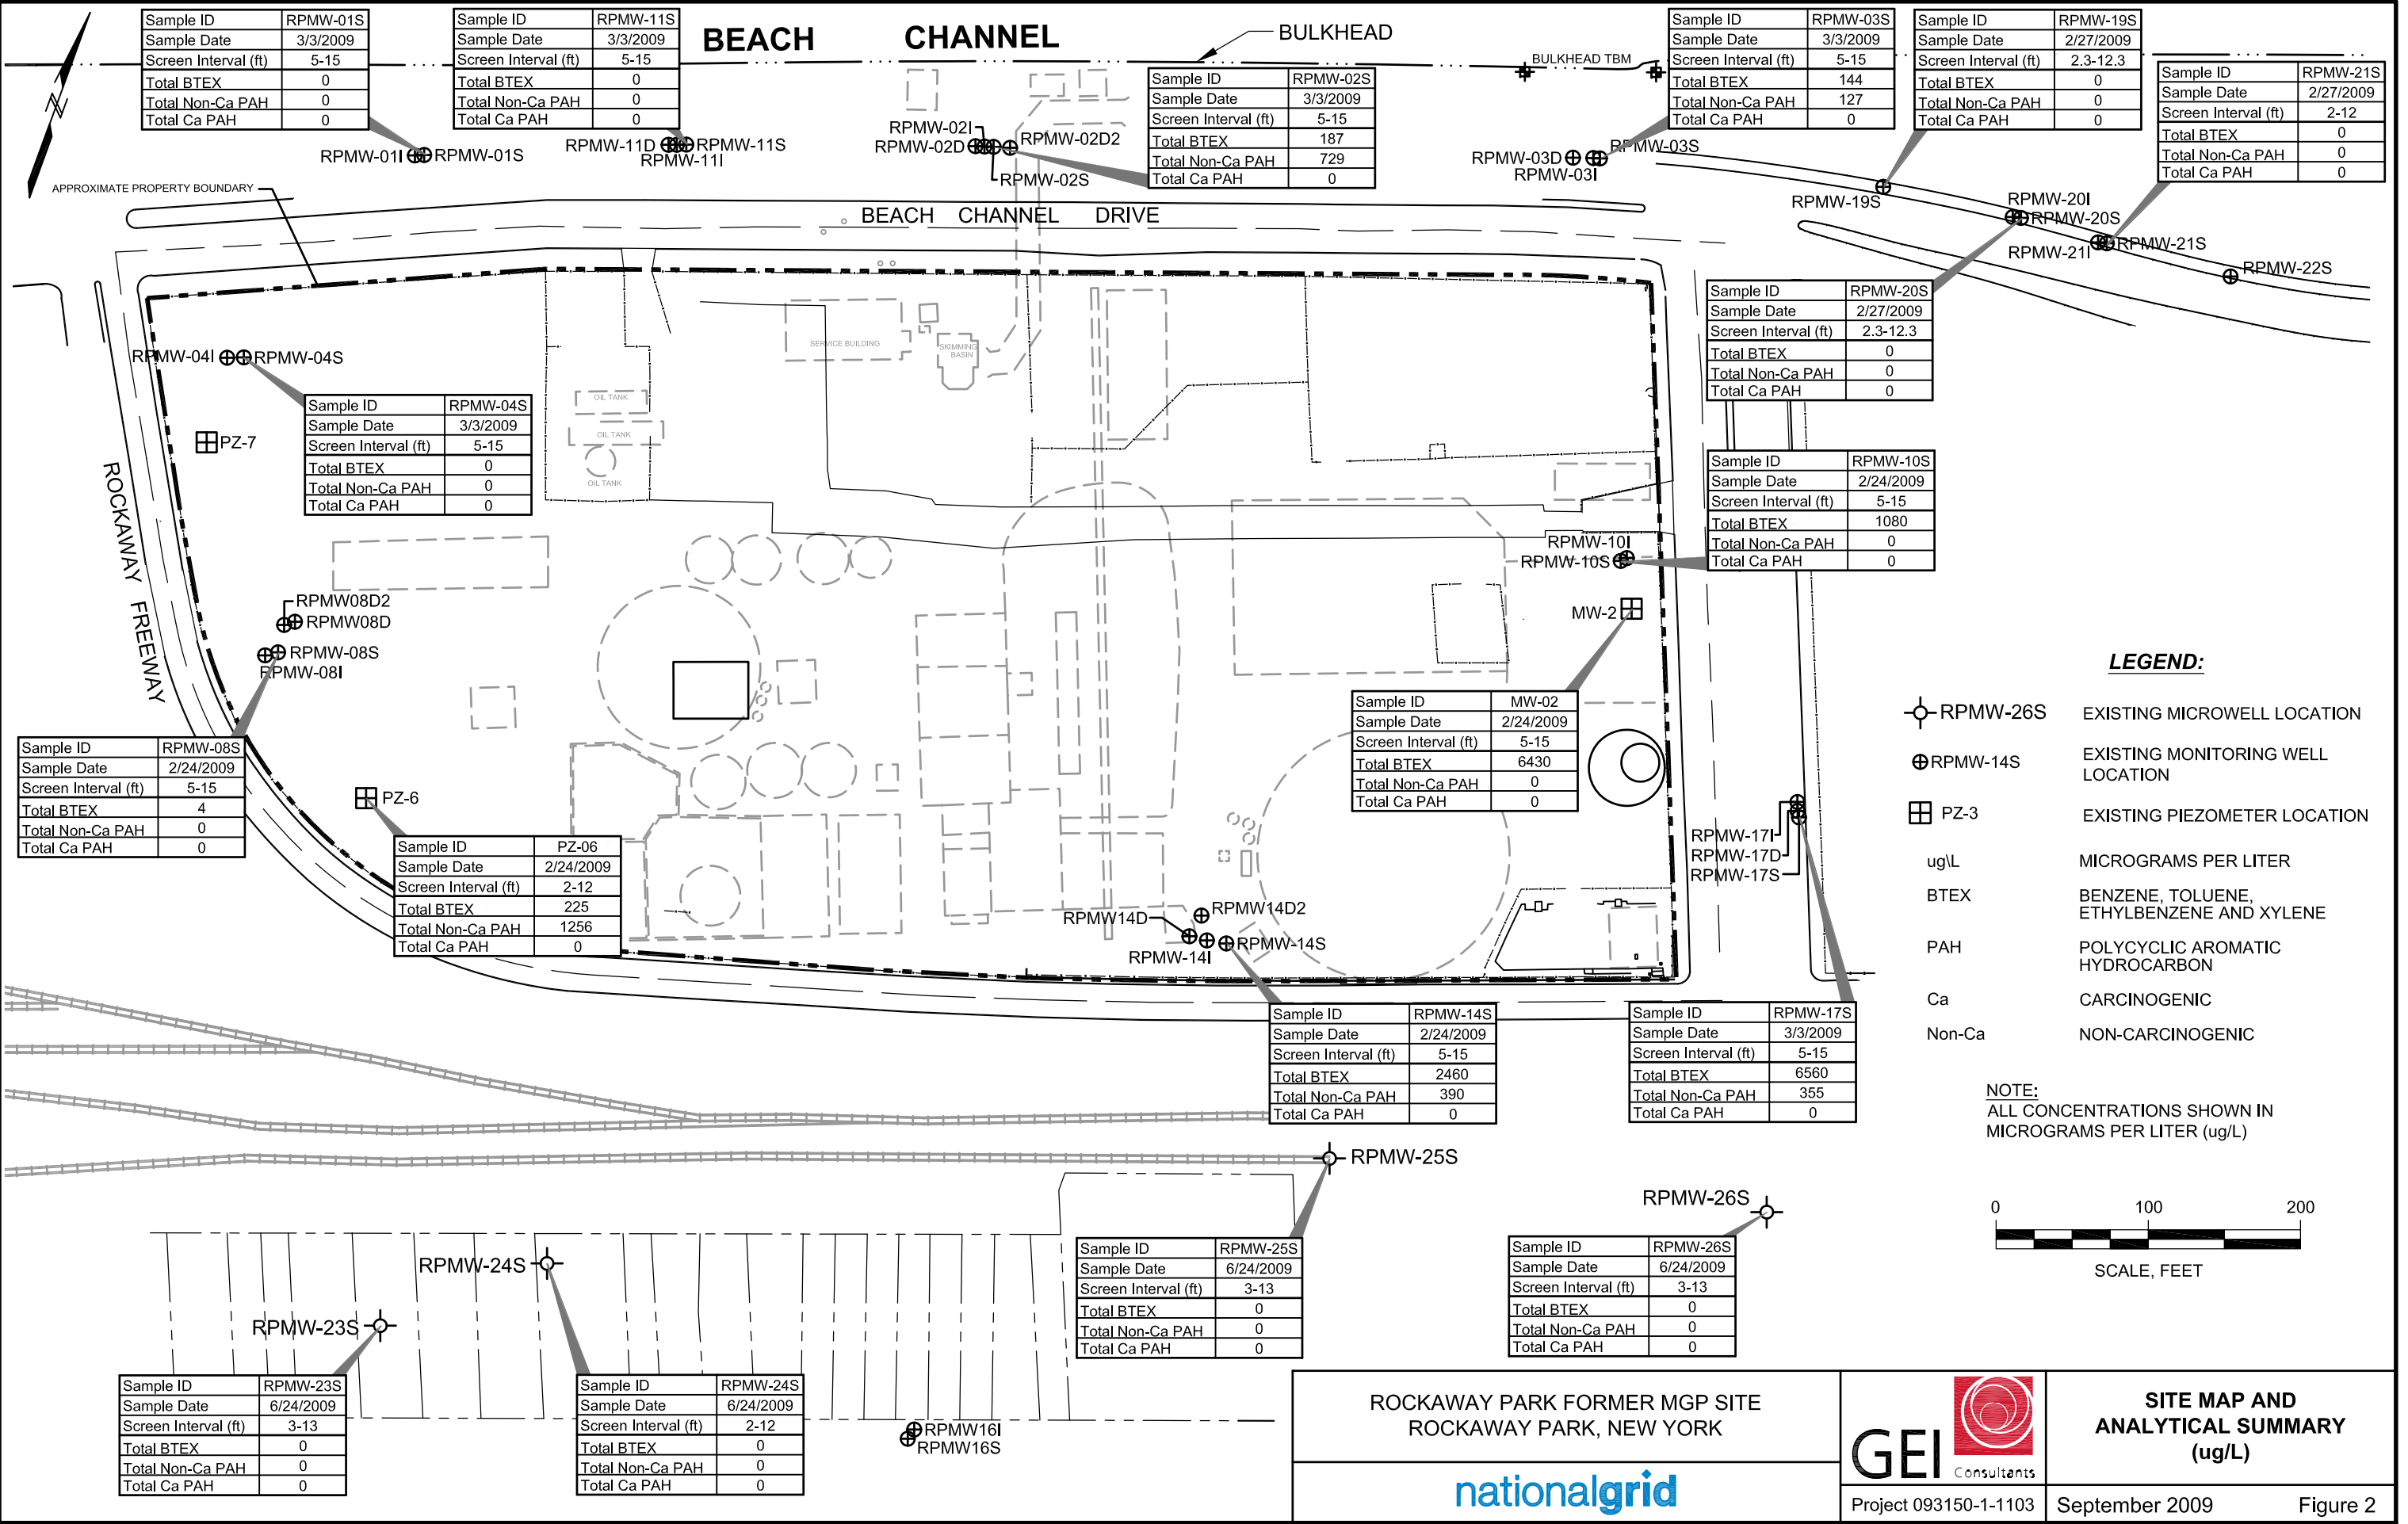 Sample ID RPMW-01S
Sample Date 3/3/2009
Screen Interval (ft) 5-15
Total BTEX 0
Total Non-Ca PAH 0
Total Ca PAH 0
Sample ID RPMW-11S
Sample Date 3/3/2009
Screen Interval (ft) 5-15
Total BTEX 0
Total Non-Ca PAH 0
Total Ca PAH 0
BEACH CHANNEL
BULKHEAD
BULKHEAD TBM
Sample ID RPMW-02S
Sample Date 3/3/2009
Screen Interval (ft) 5-15
Total BTEX 187
Total Non-Ca PAH 729
Total Ca PAH 0
Sample ID RPMW-03S
Sample Date 3/3/2009
Screen Interval (ft) 5-15
Total BTEX 144
Total Non-Ca PAH 127
Total Ca PAH 0
Sample ID RPMW-19S
Sample Date 2/27/2009
Screen Interval (ft) 2.3-12.3
Total BTEX 0
Total Non-Ca PAH 0
Total Ca PAH 0
Sample ID RPMW-21S
Sample Date 2/27/2009
Screen Interval (ft) 2-12
Total BTEX 0
Total Non-Ca PAH 0
Total Ca PAH 0
N
RPMW-01I RPMW-01S
RPMW-11D RPMW-11S
RPMW-11I
RPMW-02I
RPMW-02D RPMW-02D2
RPMW-02S
RPMW-03D RPMW-03S
RPMW-03I
RPMW-19S
RPMW-20I
RPMW-20S
RPMW-21S
RPMW-21I
RPMW-22S
APPROXIMATE PROPERTY BOUNDARY
BEACH CHANNEL DRIVE
Sample ID RPMW-20S
Sample Date 2/27/2009
Screen Interval (ft) 2.3-12.3
Total BTEX 0
Total Non-Ca PAH 0
Total Ca PAH 0
RPMW-04I RPMW-04S
SERVICE BUILDING
SKIMMING
BASIN
OIL TANK
OIL TANK
OIL TANK
Sample ID RPMW-04S
Sample Date 3/3/2009
Screen Interval (ft) 5-15
Total BTEX 0
Total Non-Ca PAH 0
Total Ca PAH 0
PZ-7
ROCKAWAY FREEWAY
Sample ID RPMW-10S
Sample Date 2/24/2009
Screen Interval (ft) 5-15
Total BTEX 1080
Total Non-Ca PAH 0
Total Ca PAH 0
RPMW-10I
RPMW-10S
MW-2
RPMW08D2
RPMW08D
RPMW-08S
RPMW-08I
Sample ID RPMW-08S
Sample Date 2/24/2009
Screen Interval (ft) 5-15
Total BTEX 4
Total Non-Ca PAH 0
Total Ca PAH 0
PZ-6
Sample ID PZ-06
Sample Date 2/24/2009
Screen Interval (ft) 2-12
Total BTEX 225
Total Non-Ca PAH 1256
Total Ca PAH 0
Sample ID MW-02
Sample Date 2/24/2009
Screen Interval (ft) 5-15
Total BTEX 6430
Total Non-Ca PAH 0
Total Ca PAH 0
RPMW-17I
RPMW-17D
RPMW-17S
RPMW14D RPMW14D2
RPMW-14S
RPMW-14I
Sample ID RPMW-14S
Sample Date 2/24/2009
Screen Interval (ft) 5-15
Total BTEX 2460
Total Non-Ca PAH 390
Total Ca PAH 0
Sample ID RPMW-17S
Sample Date 3/3/2009
Screen Interval (ft) 5-15
Total BTEX 6560
Total Non-Ca PAH 355
Total Ca PAH 0
LEGEND:
RPMW-26S EXISTING MICROWELL LOCATION
RPMW-14S EXISTING MONITORING WELL
LOCATION
PZ-3 EXISTING PIEZOMETER LOCATION
ug\L MICROGRAMS PER LITER
BTEX BENZENE, TOLUENE,
ETHYLBENZENE AND XYLENE
PAH POLYCYCLIC AROMATIC
HYDROCARBON
Ca CARCINOGENIC
Non-Ca NON-CARCINOGENIC
NOTE:
ALL CONCENTRATIONS SHOWN IN
MICROGRAMS PER LITER (ug/L)
0 100 200
SCALE, FEET
RPMW-25S
RPMW-26S
RPMW-24S
RPMW-23S
RPMW16I
RPMW16S
Sample ID RPMW-25S
Sample Date 6/24/2009
Screen Interval (ft) 3-13
Total BTEX 0
Total Non-Ca PAH 0
Total Ca PAH 0
Sample ID RPMW-26S
Sample Date 6/24/2009
Screen Interval (ft) 3-13
Total BTEX 0
Total Non-Ca PAH 0
Total Ca PAH 0
Sample ID RPMW-23S
Sample Date 6/24/2009
Screen Interval (ft) 3-13
Total BTEX 0
Total Non-Ca PAH 0
Total Ca PAH 0
Sample ID RPMW-24S
Sample Date 6/24/2009
Screen Interval (ft) 2-12
Total BTEX 0
Total Non-Ca PAH 0
Total Ca PAH 0
ROCKAWAY PARK FORMER MGP SITE
ROCKAWAY PARK, NEW YORK
nationalgrid
GEI Consultants
Project 093150-1-1103
SITE MAP AND
ANALYTICAL SUMMARY
(ug/L)
September 2009 Figure 2